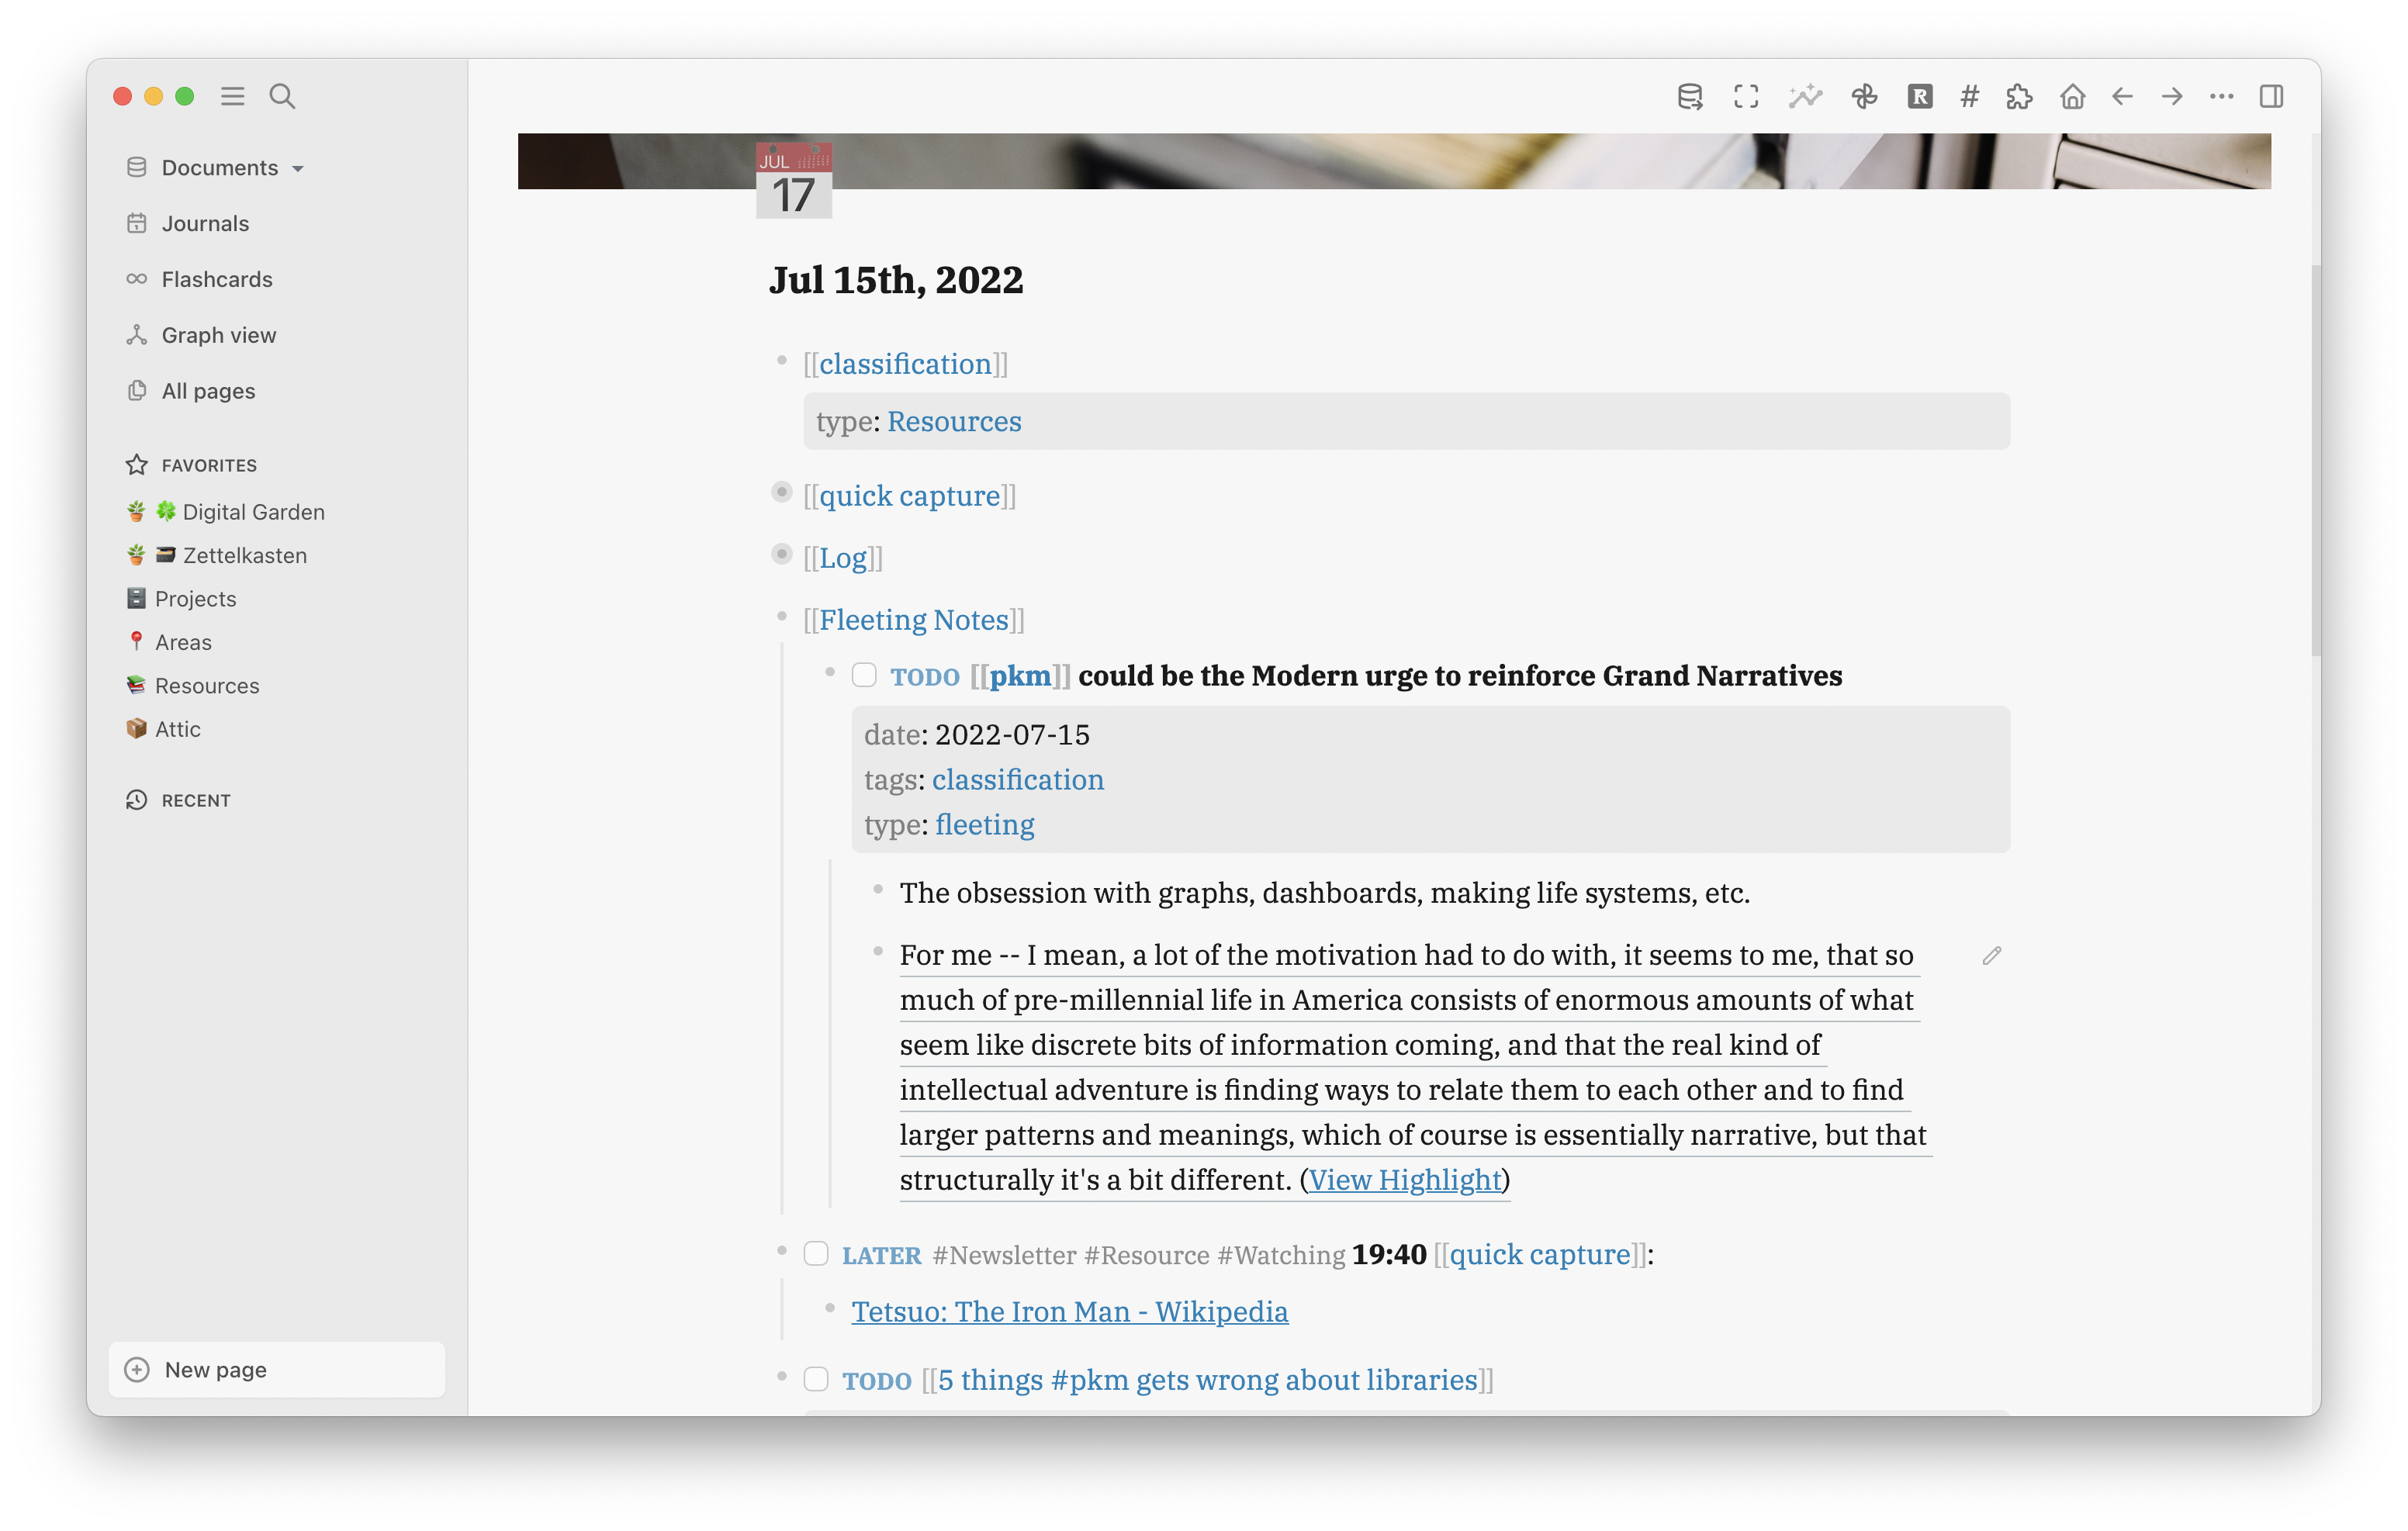 Documents
Journals
Flashcards
Graph view
All pages
FAVORITES
Digital Garden
Zettelkasten
Projects
Areas
Resources
Attic
RECENT
New page
R #
JUL
17
Jul 15th, 2022
[[classification]]
type: Resources
[[quick capture]]
[[Log]]
[[Fleeting Notes]]
TODO [[pkm]] could be the Modern urge to reinforce Grand Narratives
date: 2022-07-15
tags: classification
type: fleeting
The obsession with graphs, dashboards, making life systems, etc.
For me -- I mean, a lot of the motivation had to do with, it seems to me, that so
much of pre-millennial life in America consists of enormous amounts of what
seem like discrete bits of information coming, and that the real kind of
intellectual adventure is finding ways to relate them to each other and to find
larger patterns and meanings, which of course is essentially narrative, but that
structurally it's a bit different. (View Highlight)
LATER #Newsletter #Resource #Watching 19:40 [[quick capture]]:
Tetsuo: The Iron Man - Wikipedia
TODO [[5 things #pkm gets wrong about libraries]]